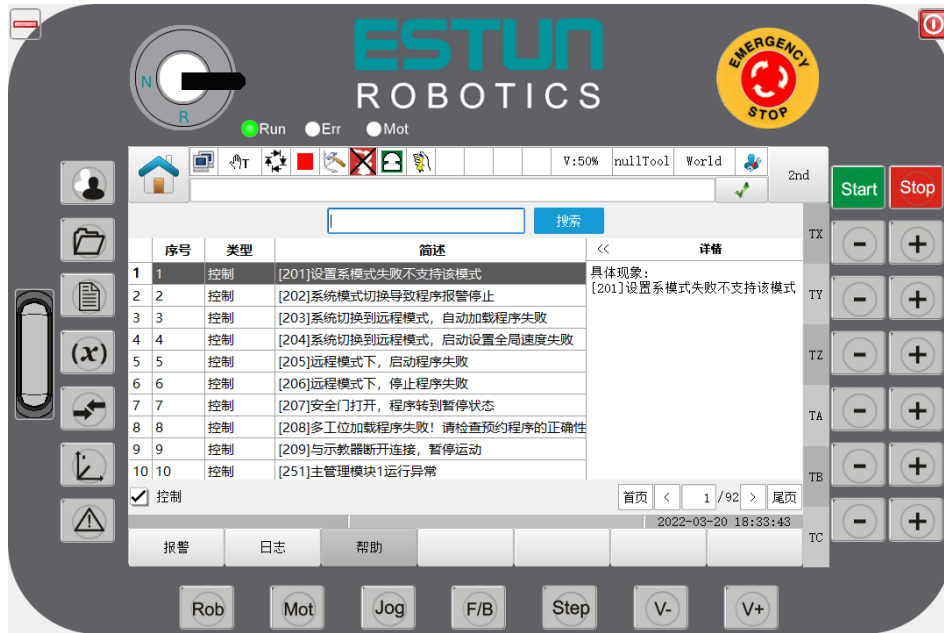 ESTUN
ROBOTICS
N
R
EMERGENCY
STOP
Run Err Mot
T
V:50% nullTool World
2nd
Start Stop
搜索
TX
序号 类型 简述 << 详情
1 1 控制 [201]设置系模式失败不支持该模式
具体现象:
[201]设置系模式失败不支持该模式
2 2 控制 [202]系统模式切换导致程序报警停止
TY
3 3 控制 [203]系统切换到远程模式，自动加载程序失败
4 4 控制 [204]系统切换到远程模式，启动设置全局速度失败
(x)
TZ
5 5 控制 [205]远程模式下，启动程序失败
6 6 控制 [206]远程模式下，停止程序失败
7 7 控制 [207]安全门打开，程序转到暂停状态
TA
8 8 控制 [208]多工位加载程序失败！请检查预约程序的正确性
9 9 控制 [209]与示教器断开连接，暂停运动
10 10 控制 [251]主管理模块1运行异常
TB
控制 首页 < 1 /92 > 尾页
2022-03-20 18:33:43
TC
报警 日志 帮助
Rob Mot Jog F/B Step V- V+